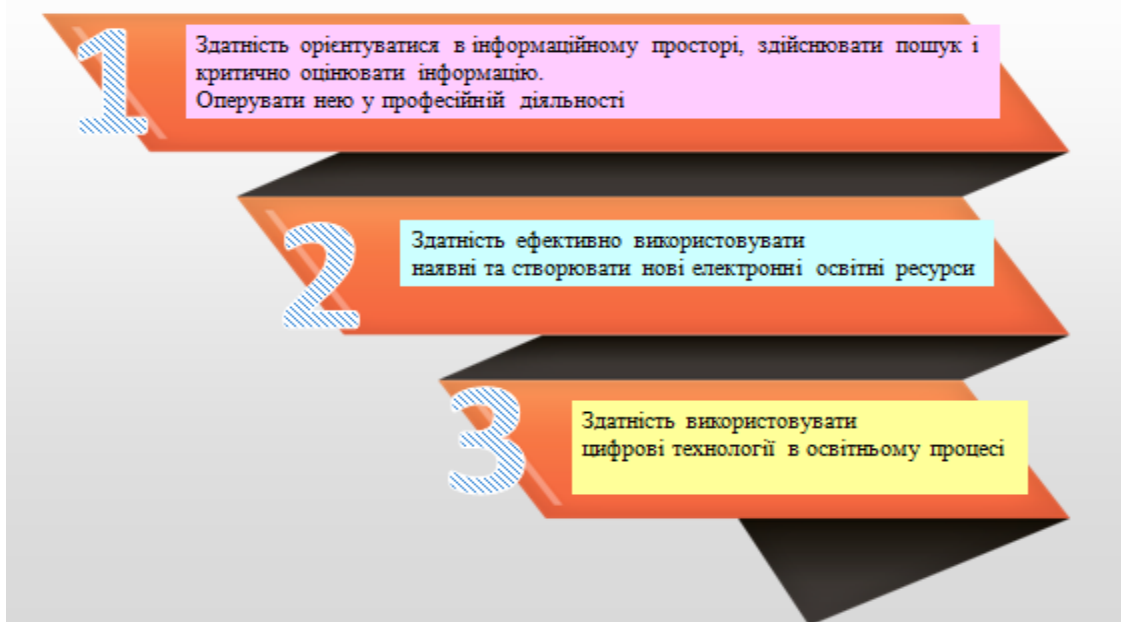 1
Здатність орієнтуватися в інформаційному просторі, здійснювати пошук і
критично оцінювати інформацію.
Оперувати нею у професійній діяльності
2
Здатність ефективно використовувати
наявні та створювати нові електронні освітні ресурси
3
Здатність використовувати
цифрові технології в освітньому процесі